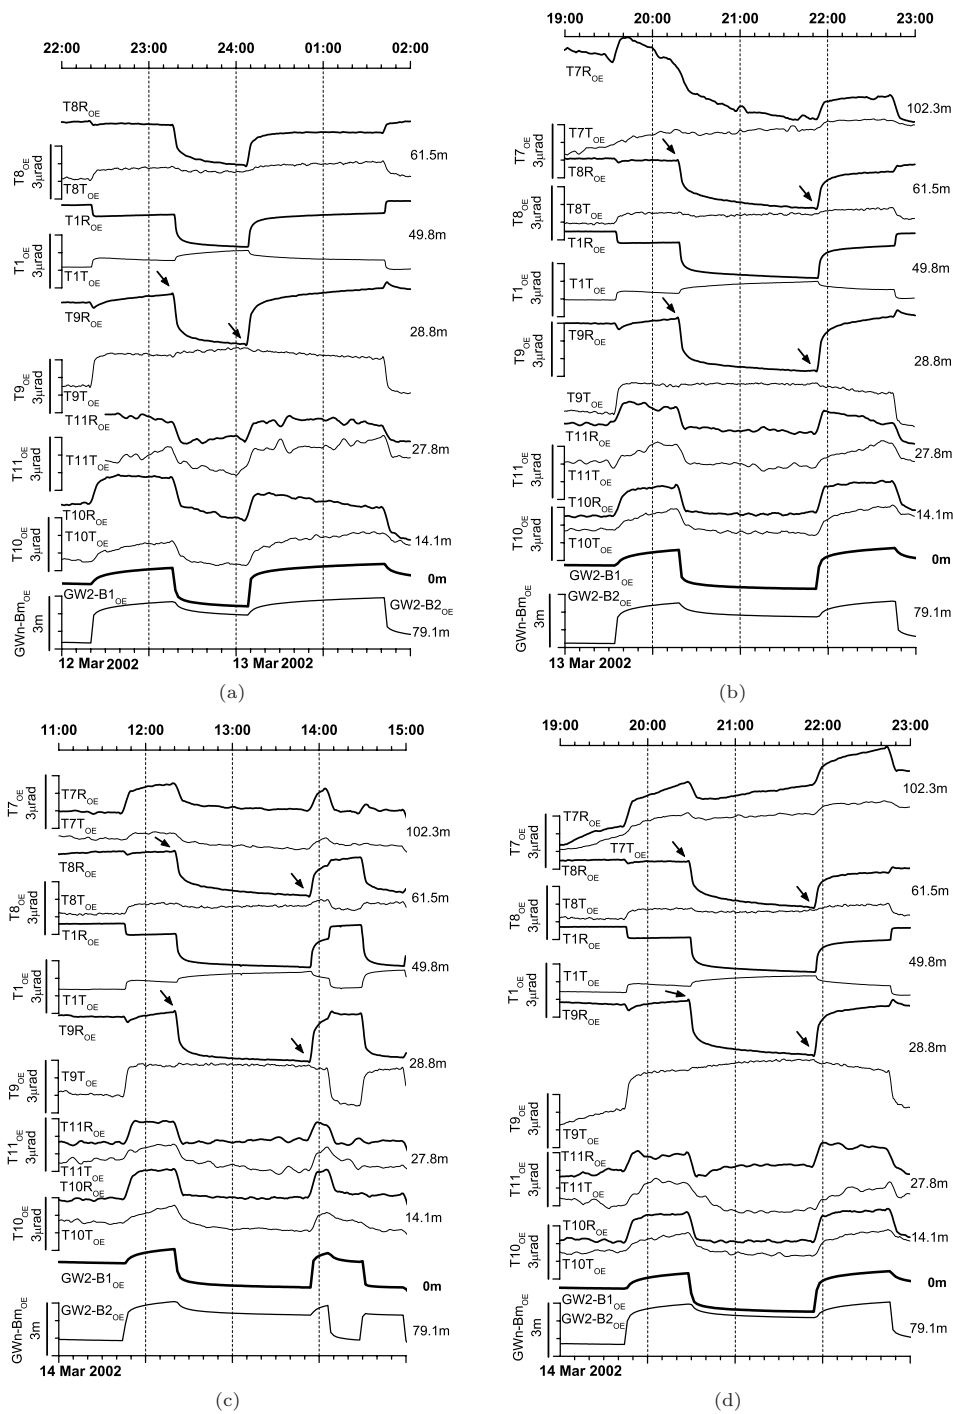 22:00 23:00 24:00 01:00 02:00
T8R_OE
61.5m
T8_OE
3μrad
T8T_OE
T1R_OE
49.8m
T1_OE
3μrad
T1T_OE
T9R_OE
28.8m
T9_OE
3μrad
T9T_OE
T11R_OE
27.8m
T11_OE
3μrad
T11T_OE
T10R_OE
T10T_OE
14.1m
T10_OE
3μrad
0m
GW2-B1_OE
GW2-B2_OE
GWn-Bm_OE
3m
79.1m
12 Mar 2002 13 Mar 2002
(a)
19:00 20:00 21:00 22:00 23:00
T7R_OE
102.3m
T7T_OE
T7_OE
3μrad
T8R_OE
61.5m
T8_OE
3μrad
T8T_OE
T1R_OE
49.8m
T1_OE
3μrad
T1T_OE
T9R_OE
28.8m
T9_OE
3μrad
T9T_OE
T11R_OE
27.8m
T11_OE
3μrad
T11T_OE
T10R_OE
14.1m
T10_OE
3μrad
T10T_OE
0m
GW2-B1_OE
GW2-B2_OE
GWn-Bm_OE
3m
79.1m
13 Mar 2002
(b)
11:00 12:00 13:00 14:00 15:00
T7_OE
3μrad
T7R_OE
T7T_OE
102.3m
T8R_OE
61.5m
T8_OE
3μrad
T8T_OE
T1R_OE
49.8m
T1_OE
3μrad
T1T_OE
T9R_OE
28.8m
T9_OE
3μrad
T9T_OE
T11R_OE
27.8m
T11_OE
3μrad
T11T_OE
T10R_OE
14.1m
T10_OE
3μrad
T10T_OE
GW2-B1_OE
0m
GW2-B2_OE
GWn-Bm_OE
3m
79.1m
14 Mar 2002
(c)
19:00 20:00 21:00 22:00 23:00
102.3m
T7R_OE
T7_OE
3μrad
T7T_OE
T8R_OE
61.5m
T8_OE
3μrad
T8T_OE
T1R_OE
49.8m
T1_OE
3μrad
T1T_OE
T9R_OE
28.8m
T9_OE
3μrad
T9T_OE
T11R_OE
27.8m
T11_OE
3μrad
T11T_OE
T10R_OE
14.1m
T10_OE
3μrad
T10T_OE
0m
GW2-B1_OE
GW2-B2_OE
GWn-Bm_OE
3m
79.1m
14 Mar 2002
(d)